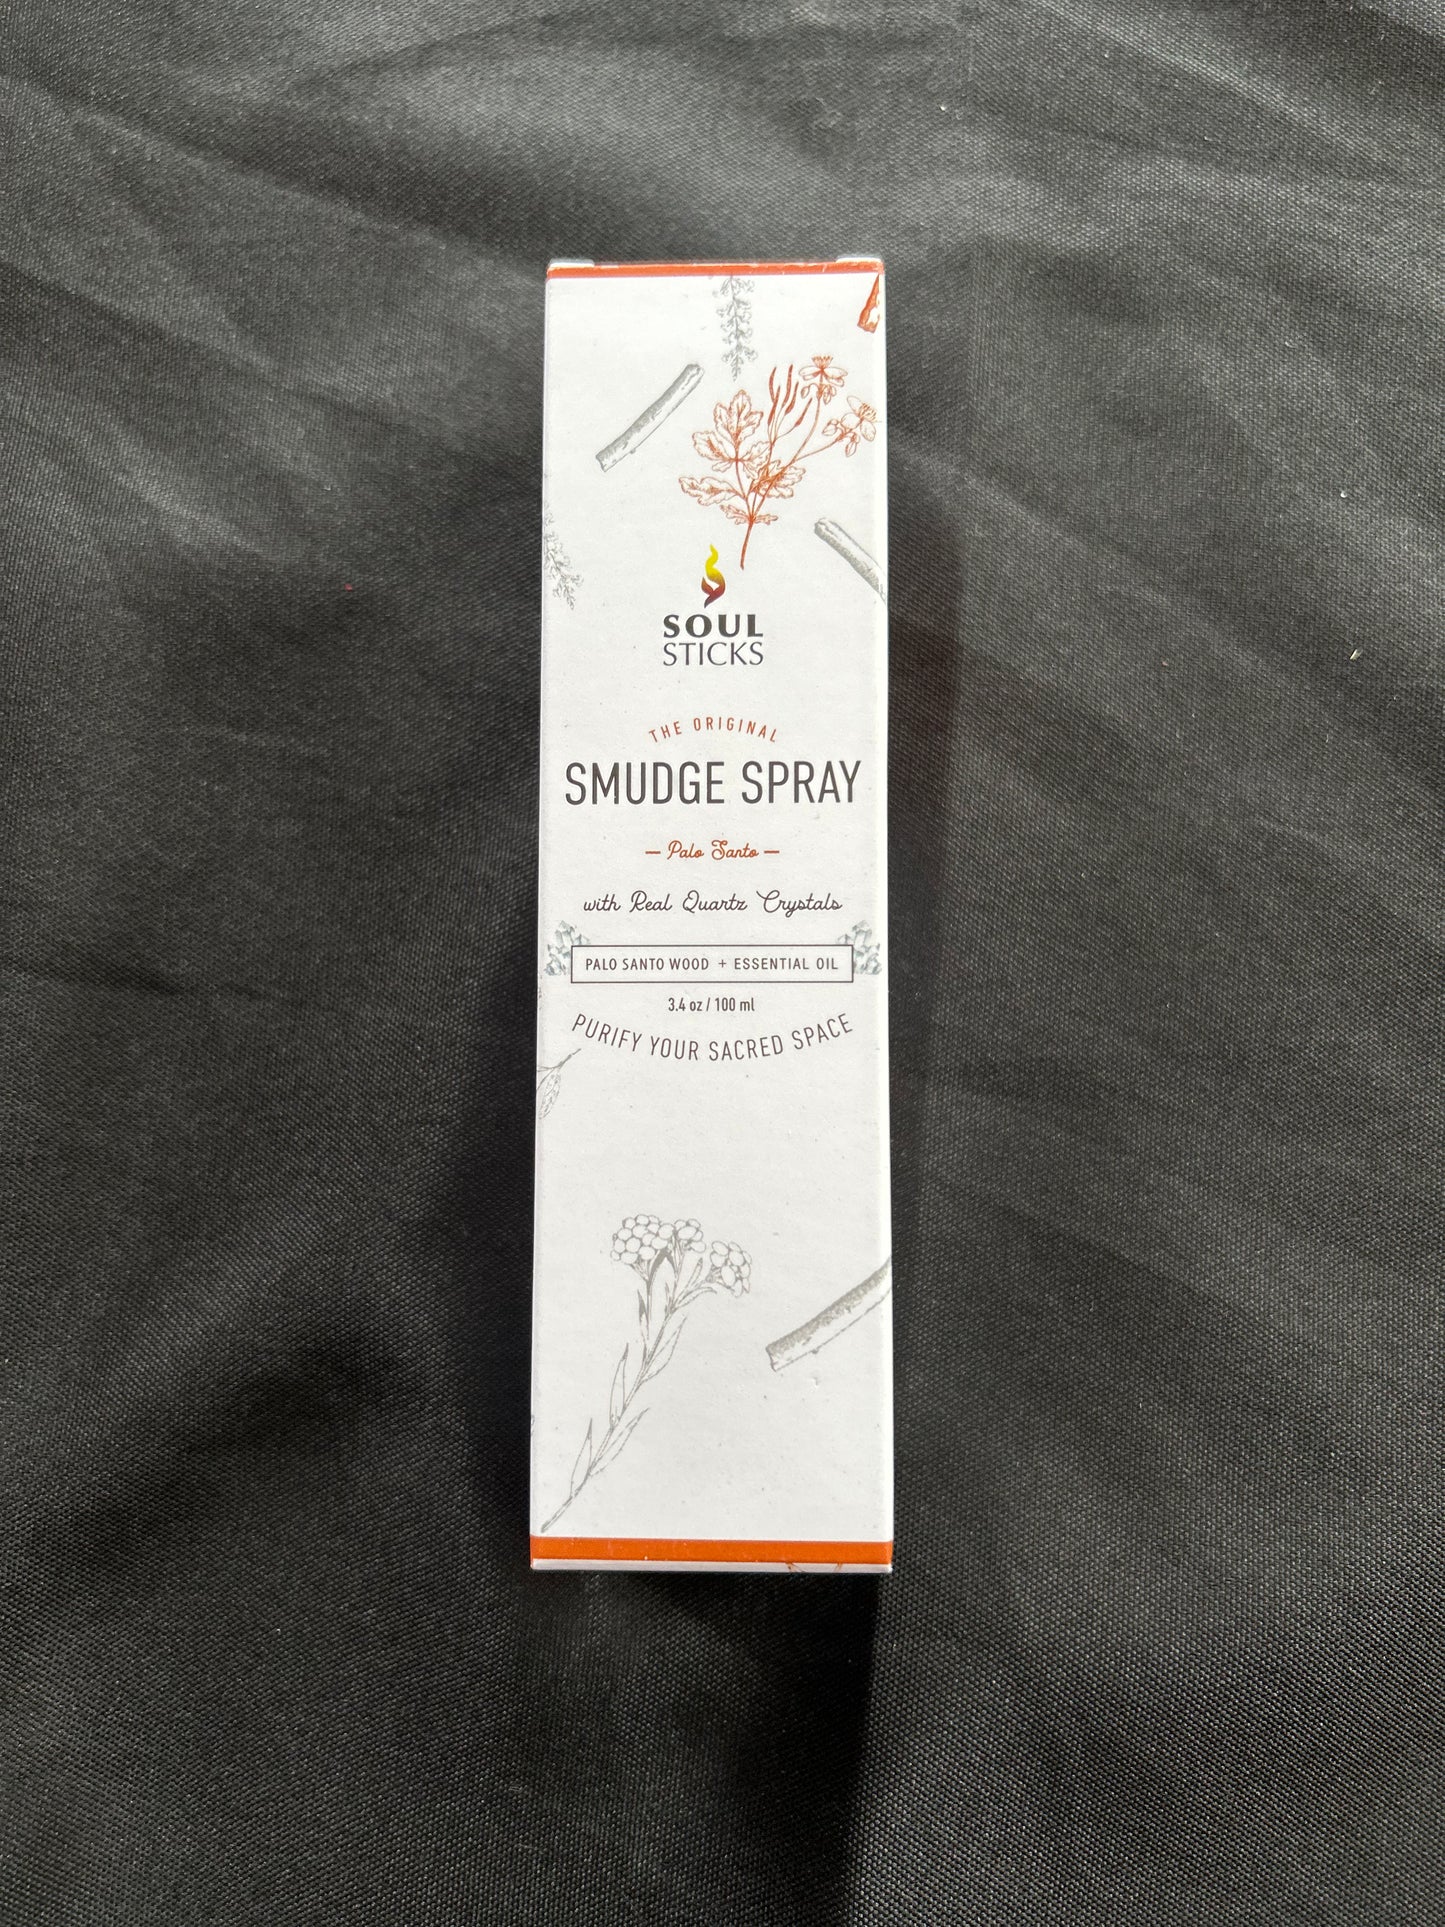 SOUL
STICKS
THE ORIGINAL
SMUDGE SPRAY
— Palo Santo —
with Real Quartz Crystals
PALO SANTO WOOD + ESSENTIAL OIL
3.4 oz / 100 ml
PURIFY YOUR SACRED SPACE